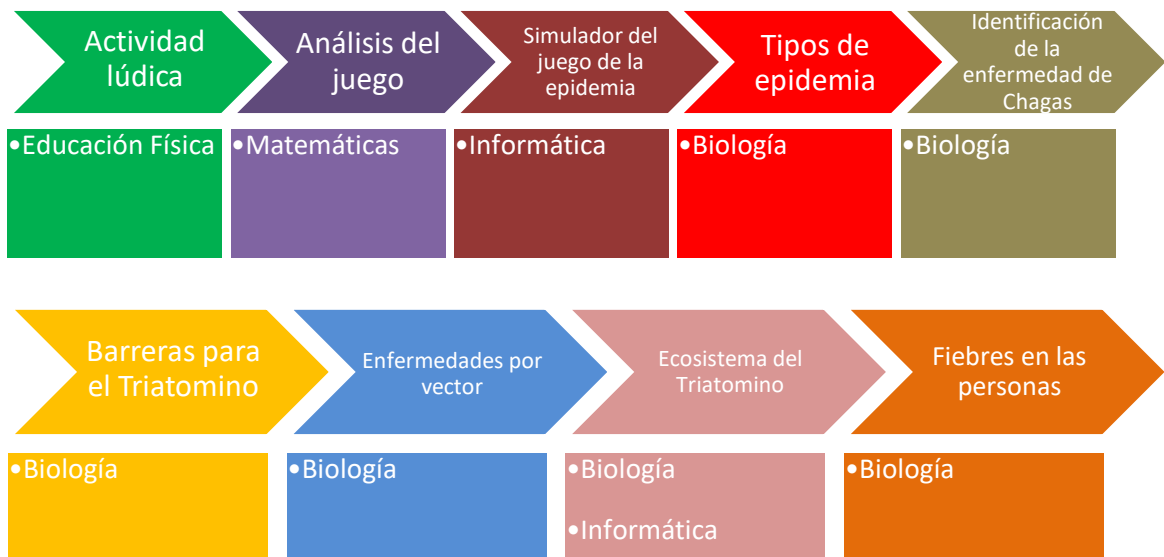 Actividad
lúdica
Análisis del
juego
Simulador del
juego de la
epidemia
Tipos de
epidemia
Identificación
de la
enfermedad de
Chagas
•Educación Física
•Matemáticas
•Informática
•Biología
•Biología
Barreras para
el Triatomino
Enfermedades por
vector
Ecosistema del
Triatomino
Fiebres en las
personas
•Biología
•Biología
•Biología
•Informática
•Biología